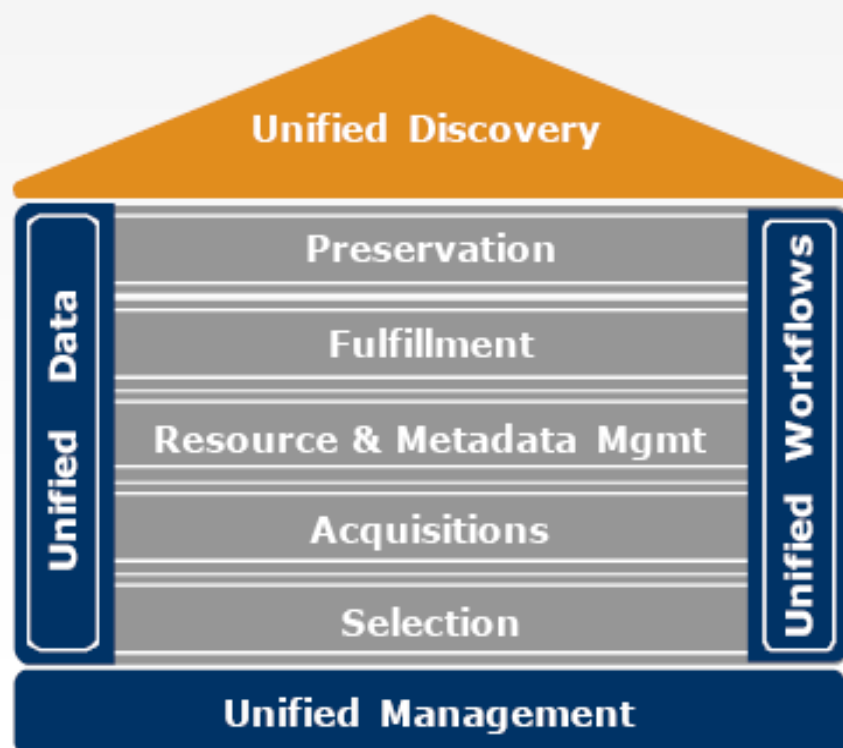 Unified Discovery
Unified Data
Preservation
Fulfillment
Resource & Metadata Mgmt
Acquisitions
Selection
Unified Workflows
Unified Management